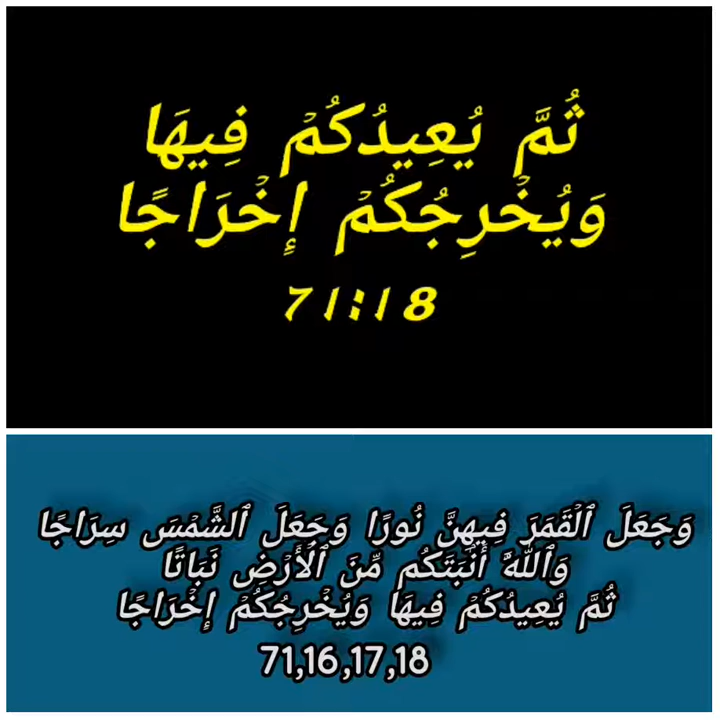 ثُمَّ يُعِيدُكُمْ فِيهَا
وَيُخْرِجُكُمْ إِخْرَاجًا
71:18
وَجَعَلَ ٱلْقَمَرَ فِيهِنَّ نُورًا وَجَعَلَ ٱلشَّمْسَ سِرَاجًا
وَٱللَّهُ أَنۢبَتَكُم مِّنَ ٱلْأَرْضِ نَبَاتًا
ثُمَّ يُعِيدُكُمْ فِيهَا وَيُخْرِجُكُمْ إِخْرَاجًا
71,16,17,18